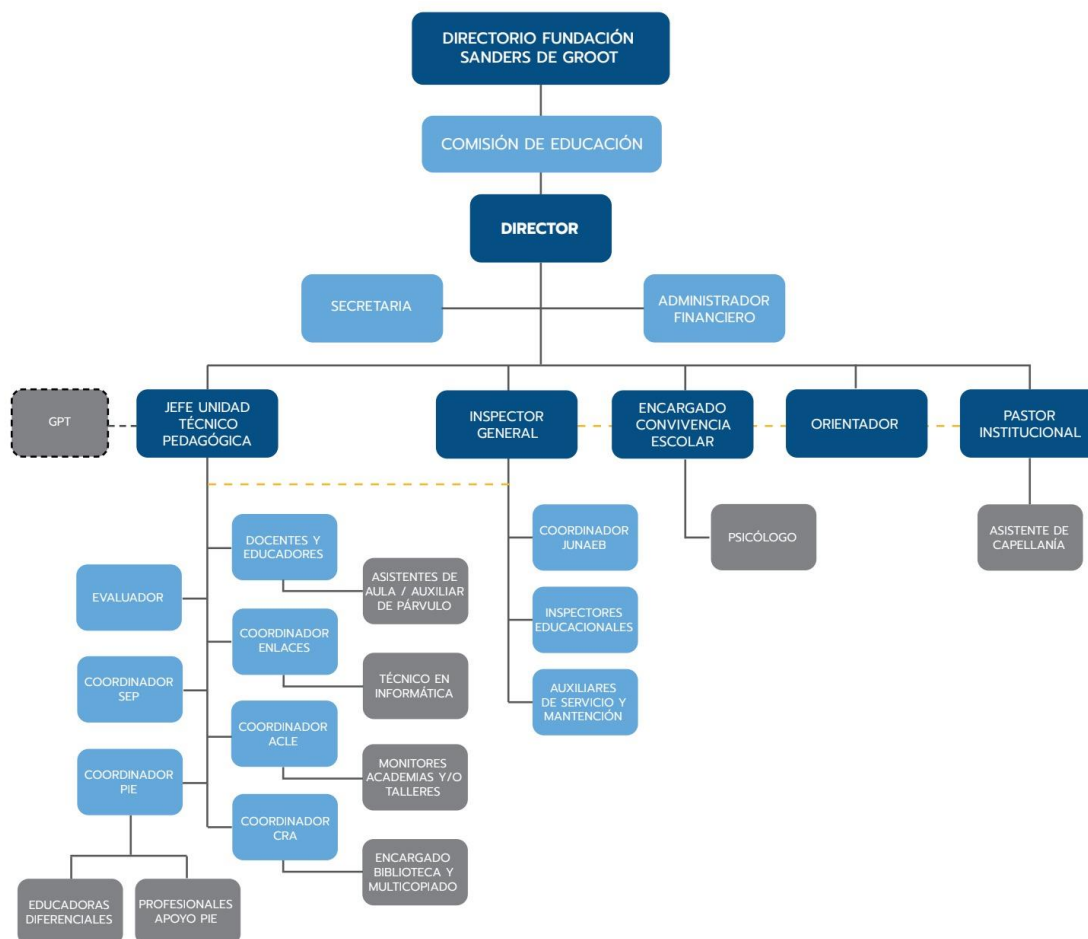 DIRECTORIO FUNDACIÓN
SANDERS DE GROOT
COMISIÓN DE EDUCACIÓN
DIRECTOR
SECRETARIA
ADMINISTRADOR
FINANCIERO
GPT
JEFE UNIDAD
TÉCNICO
PEDAGÓGICA
INSPECTOR
GENERAL
ENCARGADO
CONVIVENCIA
ESCOLAR
ORIENTADOR
PASTOR
INSTITUCIONAL
DOCENTES Y
EDUCADORES
COORDINADOR
JUNAEB
PSICÓLOGO
ASISTENTE DE
CAPELLANÍA
ASISTENTES DE
AULA / AUXILIAR
DE PÁRVULO
EVALUADOR
INSPECTORES
EDUCACIONALES
COORDINADOR
ENLACES
TÉCNICO EN
INFORMÁTICA
COORDINADOR
SEP
AUXILIARES
DE SERVICIO Y
MANTENCIÓN
COORDINADOR
ACLE
MONITORES
ACADEMIAS Y/O
TALLERES
COORDINADOR
PIE
COORDINADOR
CRA
ENCARGADO
BIBLIOTECA Y
MULTICOPIADO
EDUCADORAS
DIFERENCIALES
PROFESIONALES
APOYO PIE